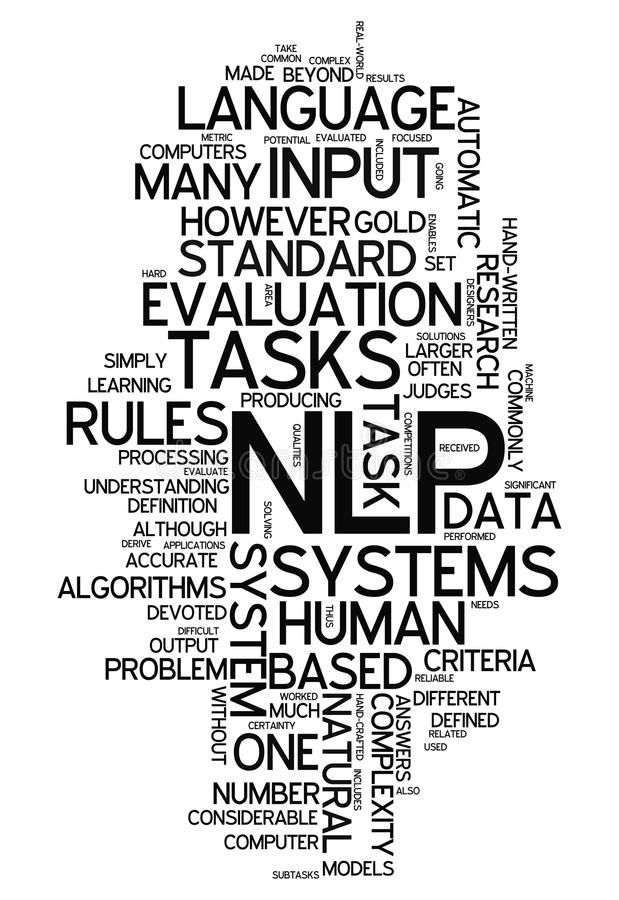 REAL-WORLD
TAKE
COMMON COMPLEX
MADE BEYOND RESULTS
LANGUAGE
AUTOMATIC
METRIC POTENTIAL EVALUATED FOCUSED
COMPUTERS
INCLUDED
MANY INPUT
GOING
HOWEVER GOLD
ENABLES
HAND-WRITTEN
STANDARD SET
HARD
RESEARCH
AREA
DESIGNERS
EVALUATION
TASKS
SOLUTIONS
LARGER
SIMPLY
OFTEN
MACHINE
COMMONLY
LEARNING
JUDGES
PRODUCING
TASK
RULES
NLP
QUALITIES
COMPETITIONS
RECEIVED
PROCESSING
EVALUATE
UNDERSTANDING
SIGNIFICANT
DEFINITION
DATA
SOLVING
ALTHOUGH
PERFORMED
DERIVE APPLICATIONS
ACCURATE
SYSTEM
SYSTEMS
ALGORITHMS
NEEDS
DEVOTED
THUS
HUMAN
DIFFICULT
OUTPUT
PROBLEM
BASED
CRITERIA
RELIABLE
WITHOUT
WORKED
MUCH
NATURAL
HAND-CRAFTED
COMPLEXITY
ANSWERS
DIFFERENT
DEFINED
CERTAINTY
RELATED
USED
ONE
INCLUDES
NUMBER
ALSO
CONSIDERABLE
COMPUTER
MODELS
SUBTASKS